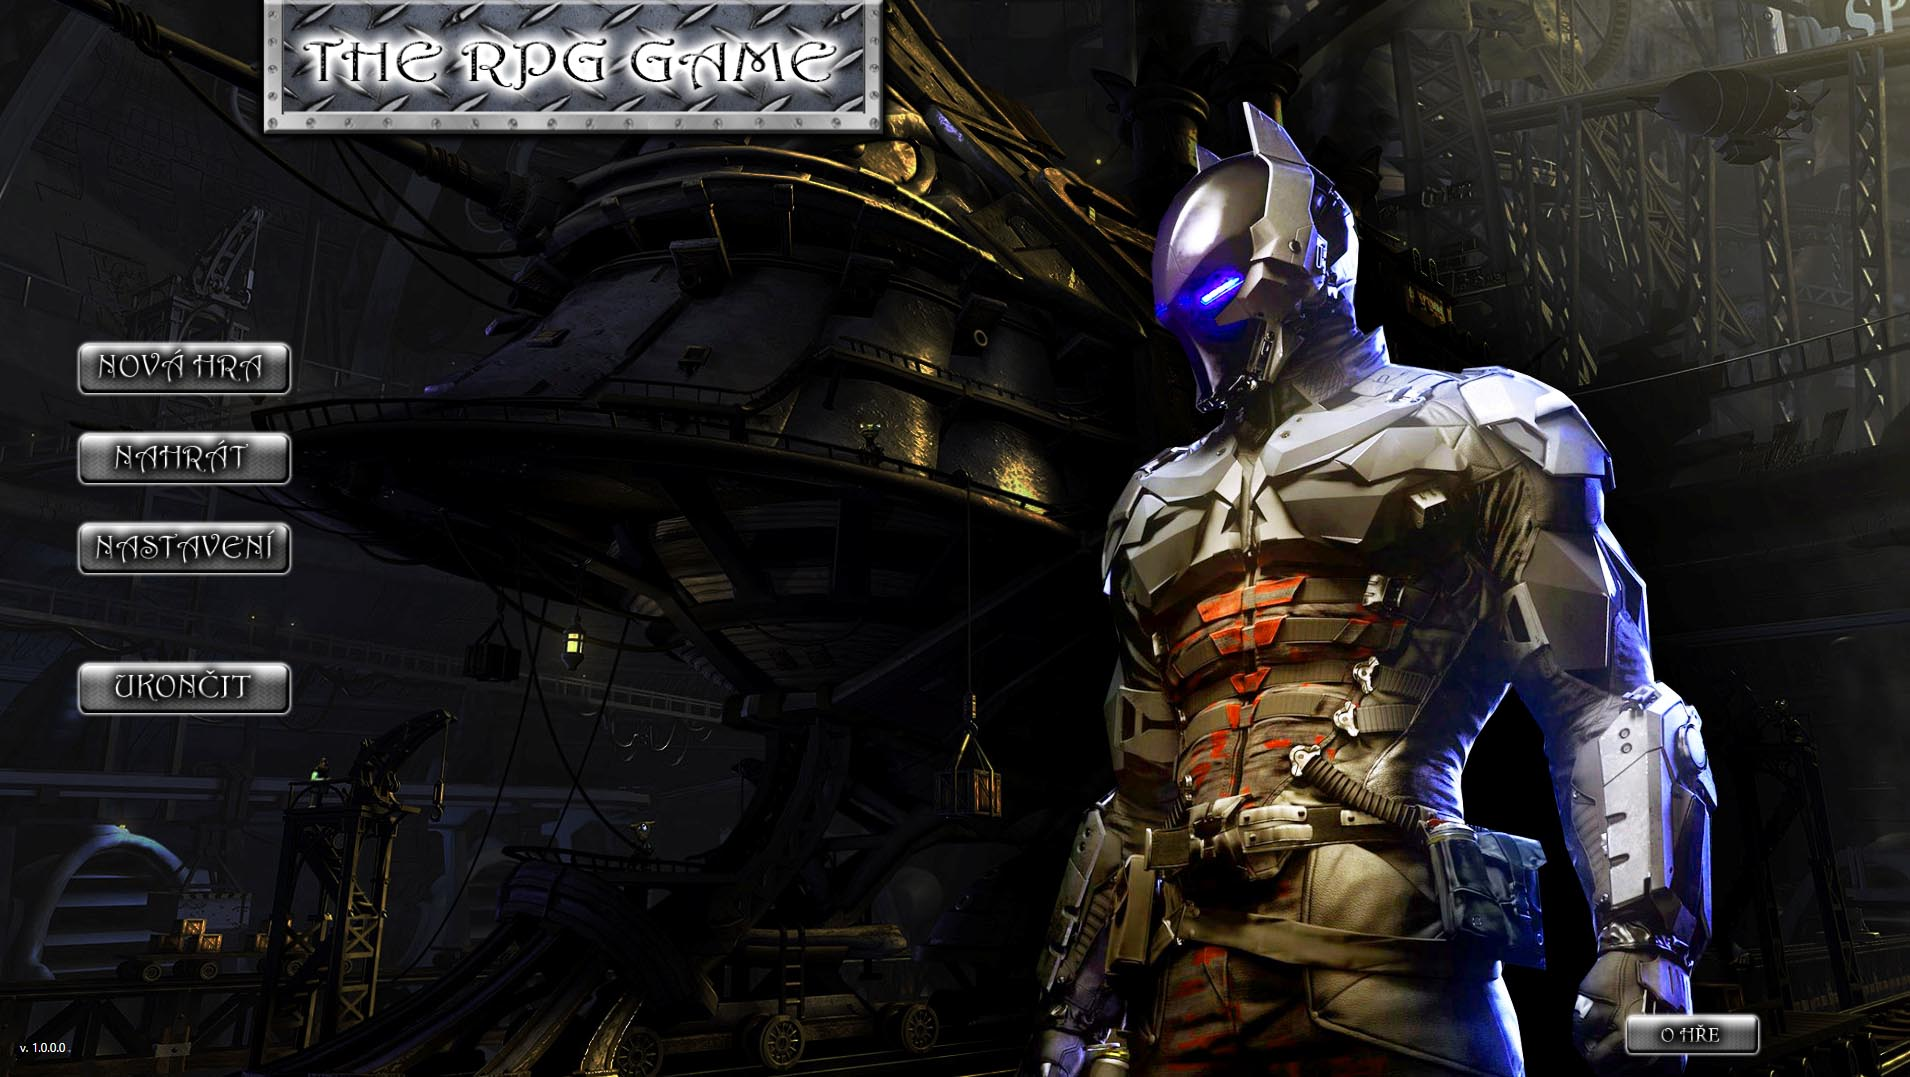 THE RPG GAME
NOVÁ HRA
NAHRÁT
NASTAVENÍ
UKONČIT
O HŘE
v. 1.0.0.0